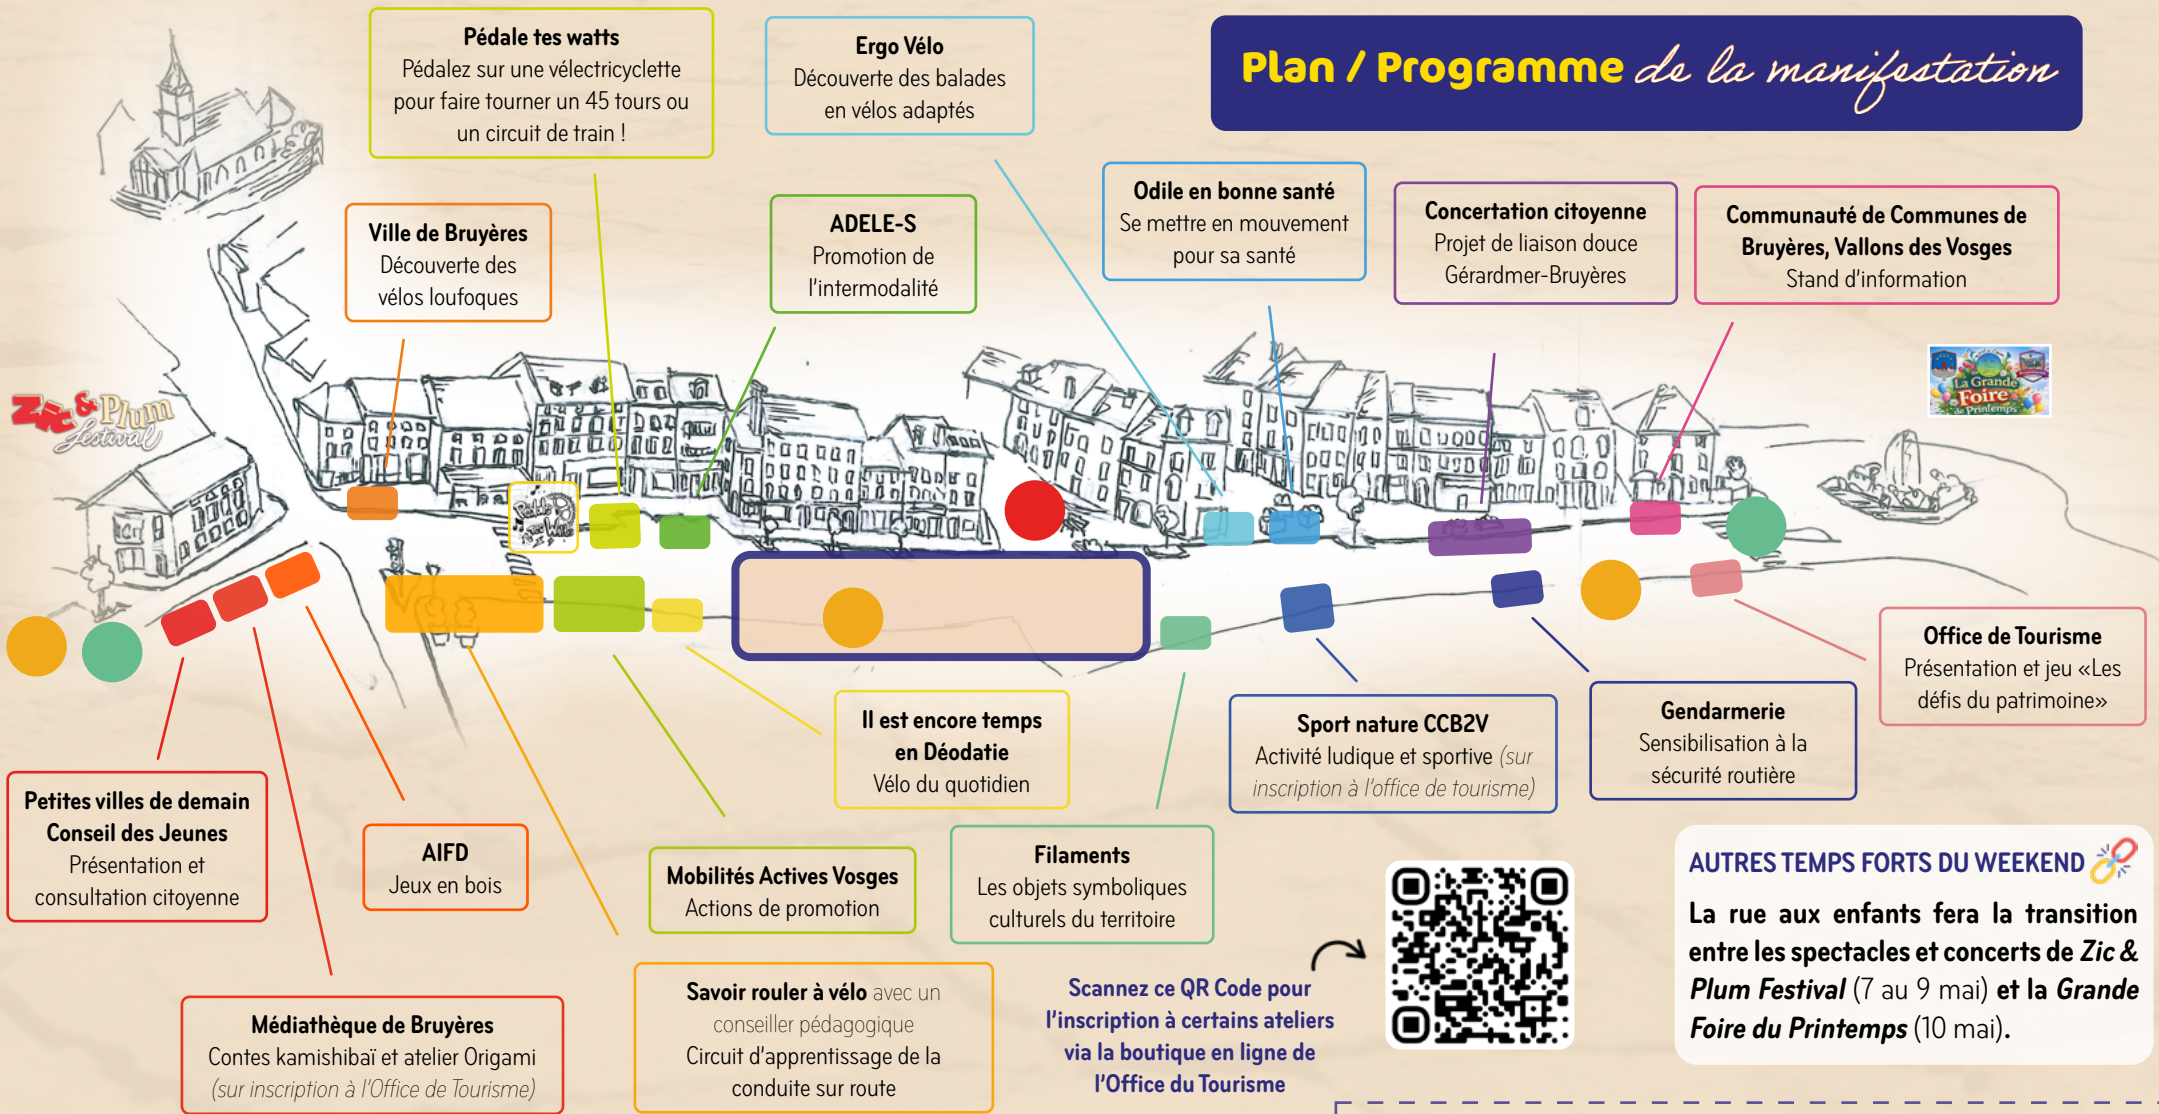 Plan / Programme de la manifestation
Pédale tes watts
Pédalez sur une vélectricyclette
pour faire tourner un 45 tours ou
un circuit de train !
Ergo Vélo
Découverte des balades
en vélos adaptés
Ville de Bruyères
Découverte des
vélos loufoques
ADELE-S
Promotion de
l'intermodalité
Odile en bonne santé
Se mettre en mouvement
pour sa santé
Concertation citoyenne
Projet de liaison douce
Gérardmer-Bruyères
Communauté de Communes de
Bruyères, Vallons des Vosges
Stand d'information
Zic & Plum
festival
La Grande
Foire
de Printemps
Pédale
tes Watts
Petites villes de demain
Conseil des Jeunes
Présentation et
consultation citoyenne
AIFD
Jeux en bois
Médiathèque de Bruyères
Contes kamishibaï et atelier Origami
(sur inscription à l'Office de Tourisme)
Savoir rouler à vélo avec un
conseiller pédagogique
Circuit d'apprentissage de la
conduite sur route
Mobilités Actives Vosges
Actions de promotion
Il est encore temps
en Déodatie
Vélo du quotidien
Filaments
Les objets symboliques
culturels du territoire
Sport nature CCB2V
Activité ludique et sportive (sur
inscription à l'office de tourisme)
Gendarmerie
Sensibilisation à la
sécurité routière
Office de Tourisme
Présentation et jeu «Les
défis du patrimoine»
Scannez ce QR Code pour
l'inscription à certains ateliers
via la boutique en ligne de
l'Office du Tourisme
AUTRES TEMPS FORTS DU WEEKEND
La rue aux enfants fera la transition
entre les spectacles et concerts de Zic &
Plum Festival (7 au 9 mai) et la Grande
Foire du Printemps (10 mai).